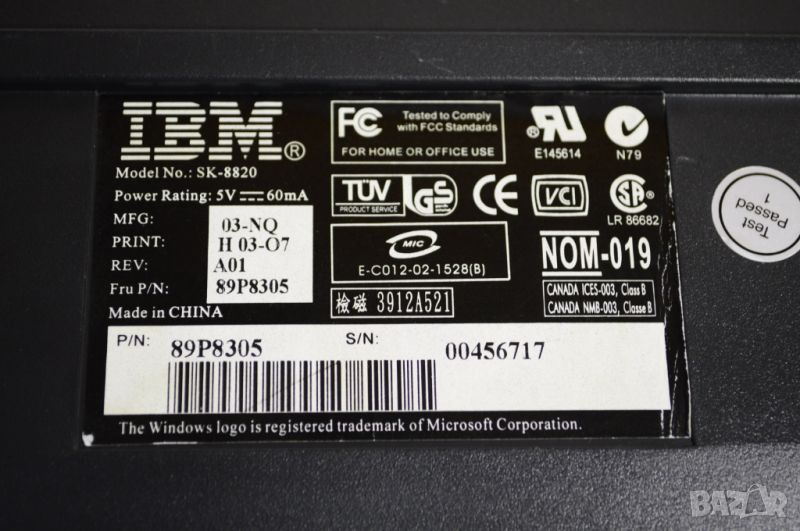 IBM®
Model No.: SK-8820
Power Rating: 5V 60mA
MFG: 03-NQ
PRINT: H 03-O7
REV: A01
Fru P/N: 89P8305
Made in CHINA
FC
Tested to Comply
with FCC Standards
FOR HOME OR OFFICE USE
® RU
E145614
N79
TÜV
PRODUCT SERVICE
GS
CE
VCI
SA ®
LR 86682
MIC
E-C012-02-1528(B)
NOM-019
檢磁 3912A521
CANADA ICES-003, Class B
CANADA NMB-003, Classe B
P/N: 89P8305 S/N: 00456717
The Windows logo is registered trademark of Microsoft Corporation.
Test
Passed
1
BAZAR